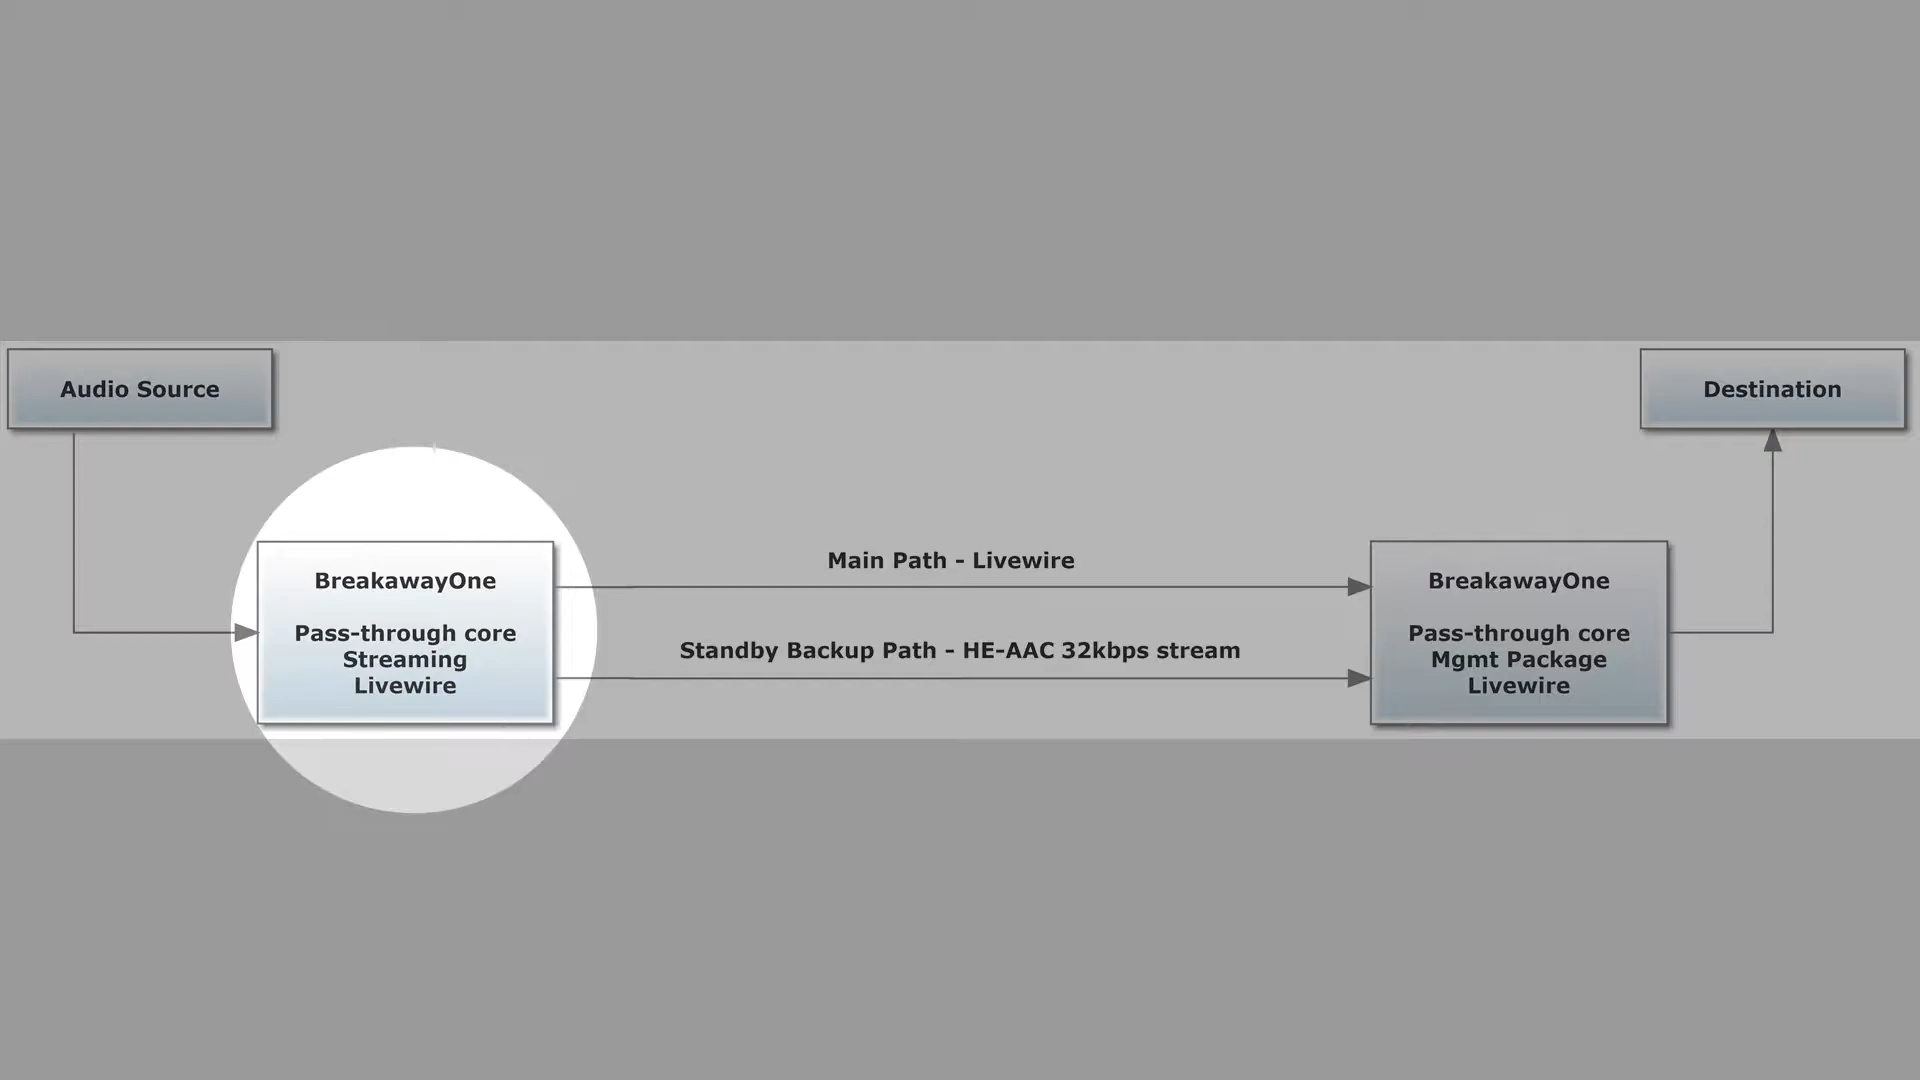 Audio Source
Destination
BreakawayOne
Pass-through core
Streaming
Livewire
Main Path - Livewire
Standby Backup Path - HE-AAC 32kbps stream
BreakawayOne
Pass-through core
Mgmt Package
Livewire